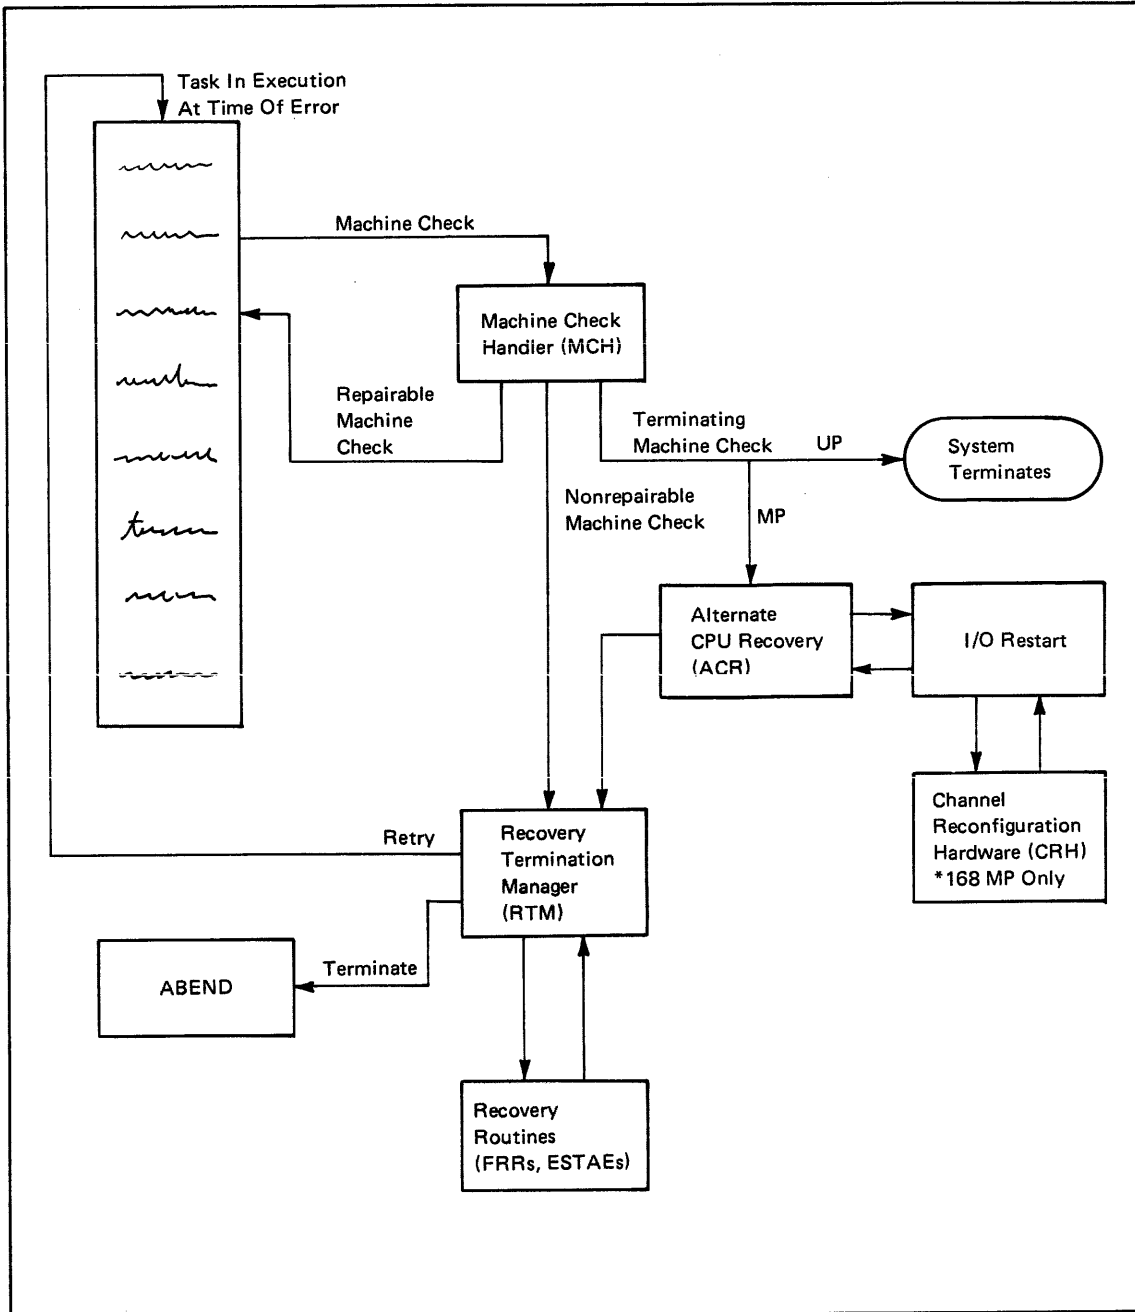 Task In Execution
At Time Of Error
Machine Check
Machine Check
Handler (MCH)
Repairable
Machine
Check
Terminating
Machine Check
UP
System
Terminates
Nonrepairable
Machine Check
MP
Alternate
CPU Recovery
(ACR)
I/O Restart
Channel
Reconfiguration
Hardware (CRH)
*168 MP Only
Retry
Recovery
Termination
Manager
(RTM)
Terminate
ABEND
Recovery
Routines
(FRRs, ESTAEs)